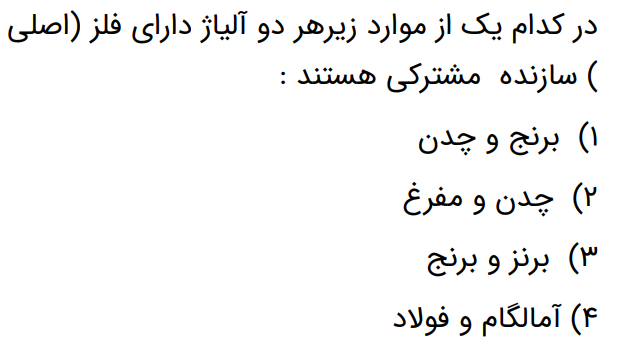 در کدام یک از موارد زیرهر دو آلیاژ دارای فلز (اصلی
) سازنده مشترکی هستند :
۱) برنج و چدن
۲) چدن و مفرغ
۳) برنز و برنج
۴) آمالگام و فولاد